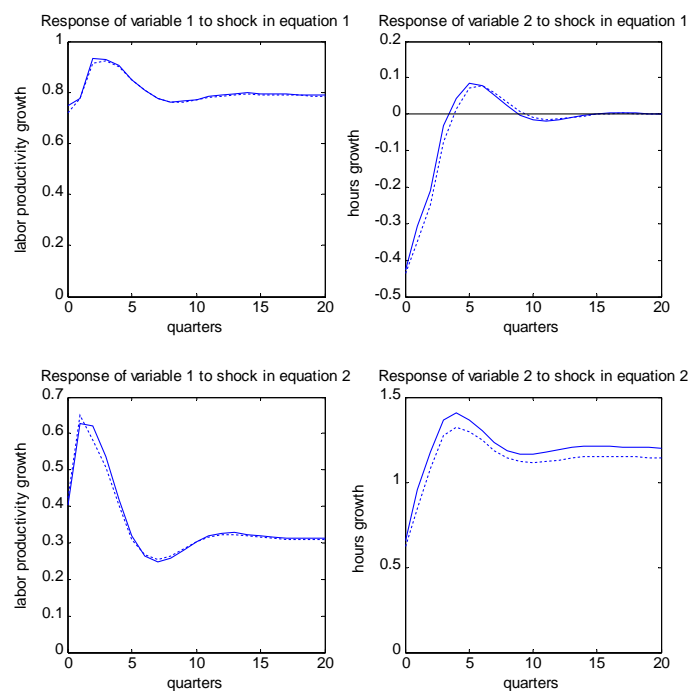 Response of variable 1 to shock in equation 1
1
0.8
0.6
0.4
0.2
0
0 5 10 15 20
labor productivity growth
quarters
Response of variable 2 to shock in equation 1
0.2
0.1
0
-0.1
-0.2
-0.3
-0.4
-0.5
0 5 10 15 20
hours growth
quarters
Response of variable 1 to shock in equation 2
0.7
0.6
0.5
0.4
0.3
0.2
0.1
0
0 5 10 15 20
labor productivity growth
quarters
Response of variable 2 to shock in equation 2
1.5
1
0.5
0
0 5 10 15 20
hours growth
quarters